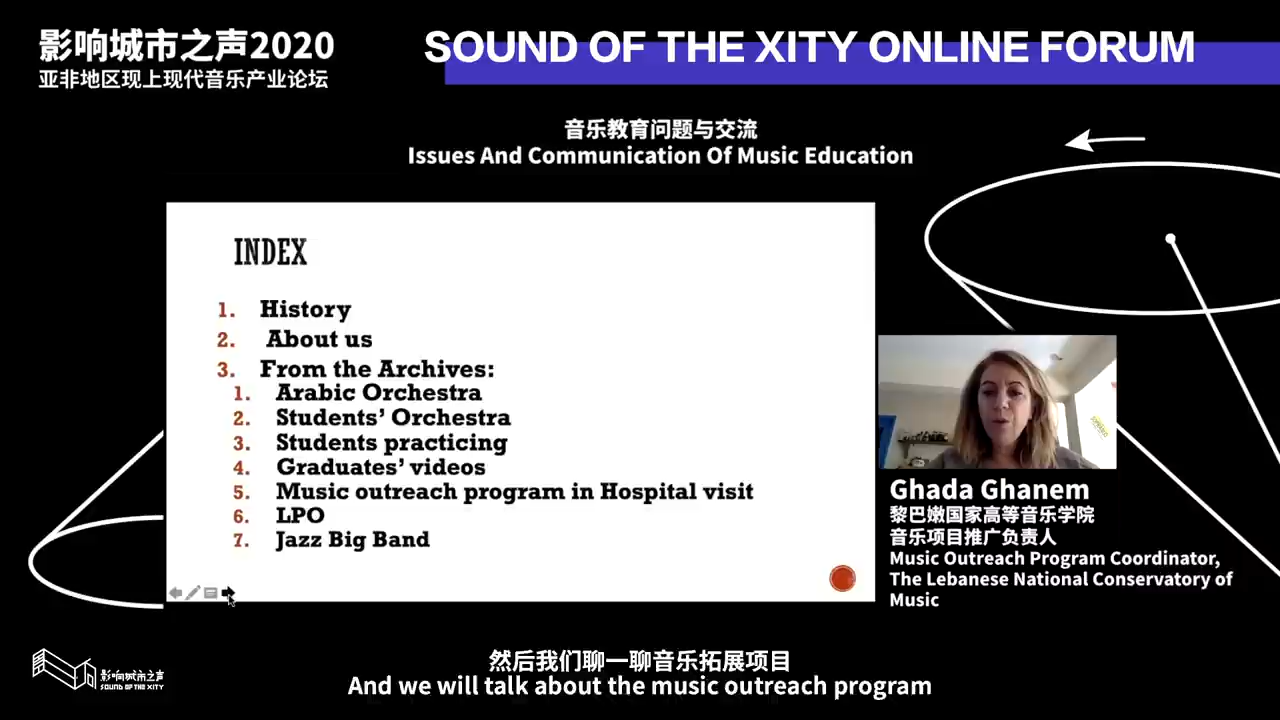 影响城市之声2020
亚非地区现上现代音乐产业论坛
SOUND OF THE XITY ONLINE FORUM
音乐教育问题与交流
Issues And Communication Of Music Education
INDEX
1. History
2. About us
3. From the Archives:
1. Arabic Orchestra
2. Students’ Orchestra
3. Students practicing
4. Graduates’ videos
5. Music outreach program in Hospital visit
6. LPO
7. Jazz Big Band
Ghada Ghanem
黎巴嫩国家高等音乐学院
音乐项目推广负责人
Music Outreach Program Coordinator,
The Lebanese National Conservatory of
Music
影响城市之声
SOUND OF THE XITY
然后我们聊一聊音乐拓展项目
And we will talk about the music outreach program